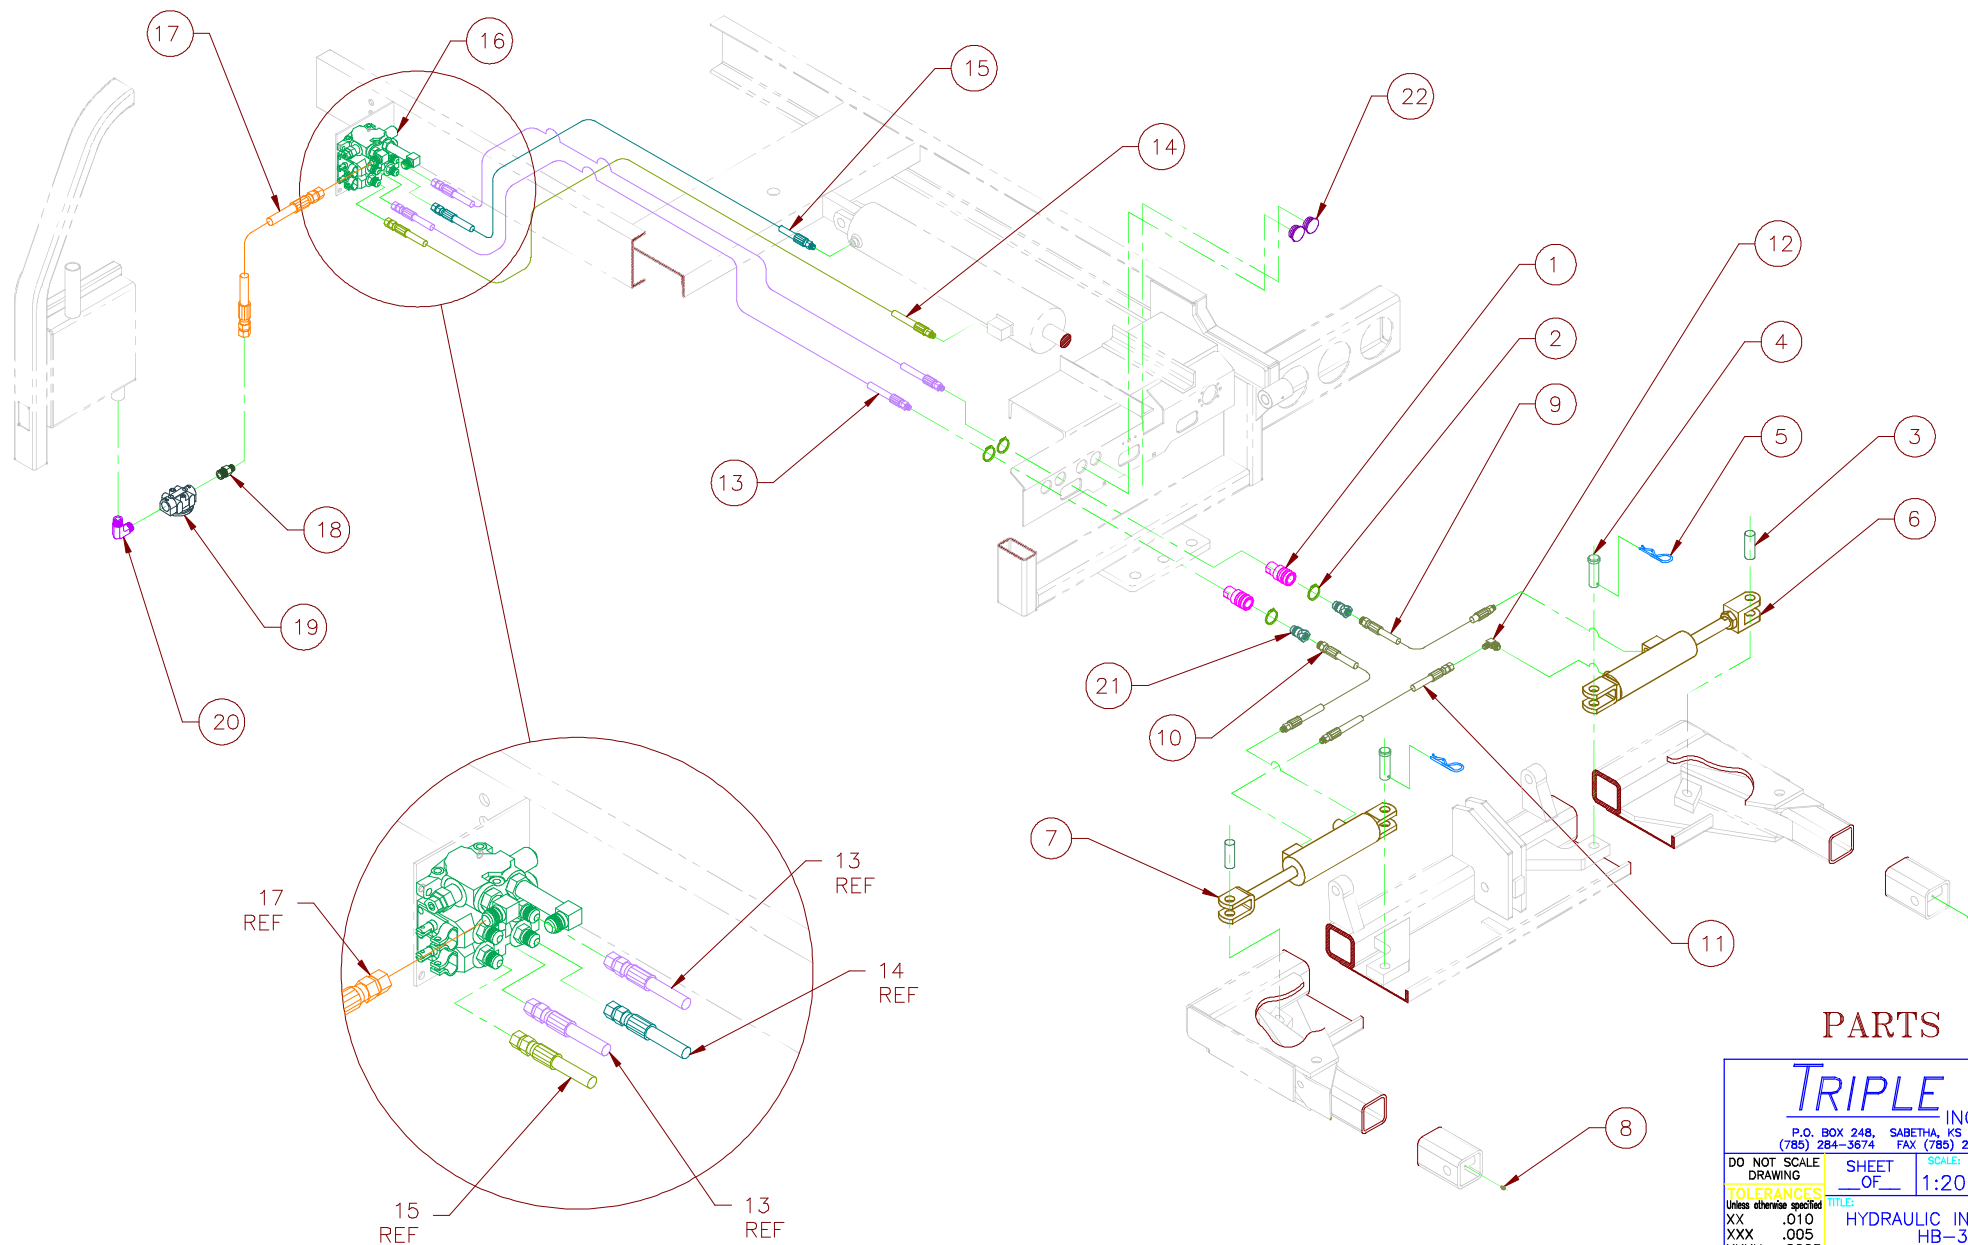 17
16
15
22
14
12
1
2
4
9
5
3
13
6
18
19
21
20
10
7
11
13
REF
17
REF
14
REF
8
15
REF
13
REF
PARTS
TRIPLE
P.O. BOX 248, SABETHA, KS
(785) 284-3674 FAX (785)
DO NOT SCALE
DRAWING
SHEET
__OF__
SCALE:
1:20
TOLERANCES
Unless otherwise specified
XX .010
XXX .005
TITLE:
HYDRAULIC